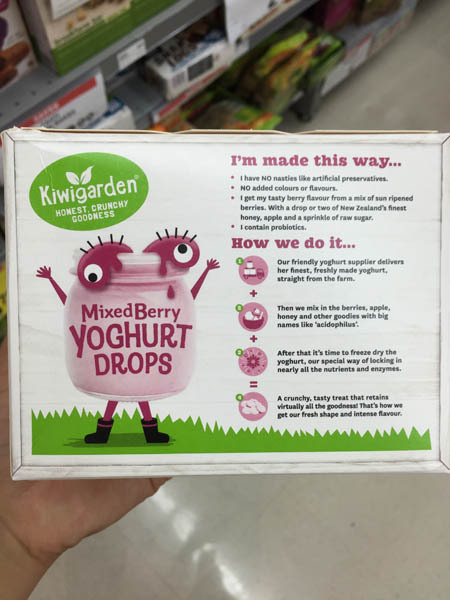 Kiwigarden
HONEST, CRUNCHY
GOODNESS
Mixed Berry
YOGHURT
DROPS
I'm made this way...
• I have NO nasties like artificial preservatives.
• NO added colours or flavours.
• I get my tasty berry flavour from a mix of sun ripened
berries. With a drop or two of New Zealand's finest
honey, apple and a sprinkle of raw sugar.
• I contain probiotics.
How we do it...
1
Our friendly yoghurt supplier delivers
her finest, freshly made yoghurt,
straight from the farm.
+
Then we mix in the berries, apple,
honey and other goodies with big
names like 'acidophilus'.
+
After that it's time to freeze dry the
yoghurt, our special way of locking in
nearly all the nutrients and enzymes.
=
4
A crunchy, tasty treat that retains
virtually all the goodness! That's how we
get our fresh shape and intense flavour.